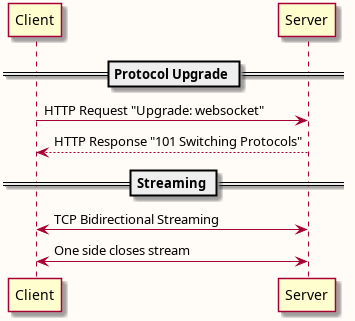 Client Server
Protocol Upgrade
HTTP Request "Upgrade: websocket"
HTTP Response "101 Switching Protocols"
Streaming
TCP Bidirectional Streaming
One side closes stream
Client Server